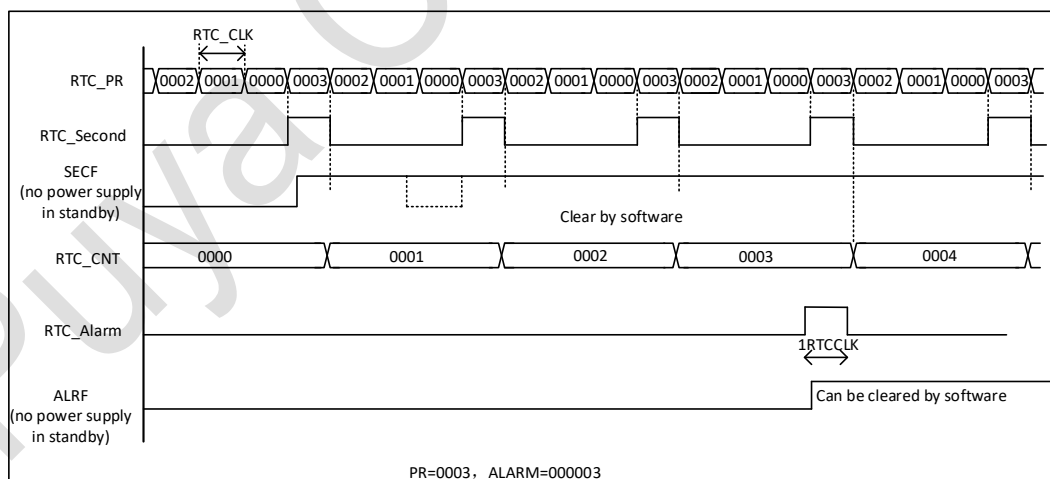 RTC_CLK
RTC_PR 0002 0001 0000 0003 0002 0001 0000 0003 0002 0001 0000 0003 0002 0001 0000 0003 0002 0001 0000 0003
RTC_Second
SECF
(no power supply
in standby)
Clear by software
RTC_CNT 0000 0001 0002 0003 0004
RTC_Alarm
1RTCCLK
ALRF
(no power supply
in standby)
Can be cleared by software
PR=0003，ALARM=000003
Puya